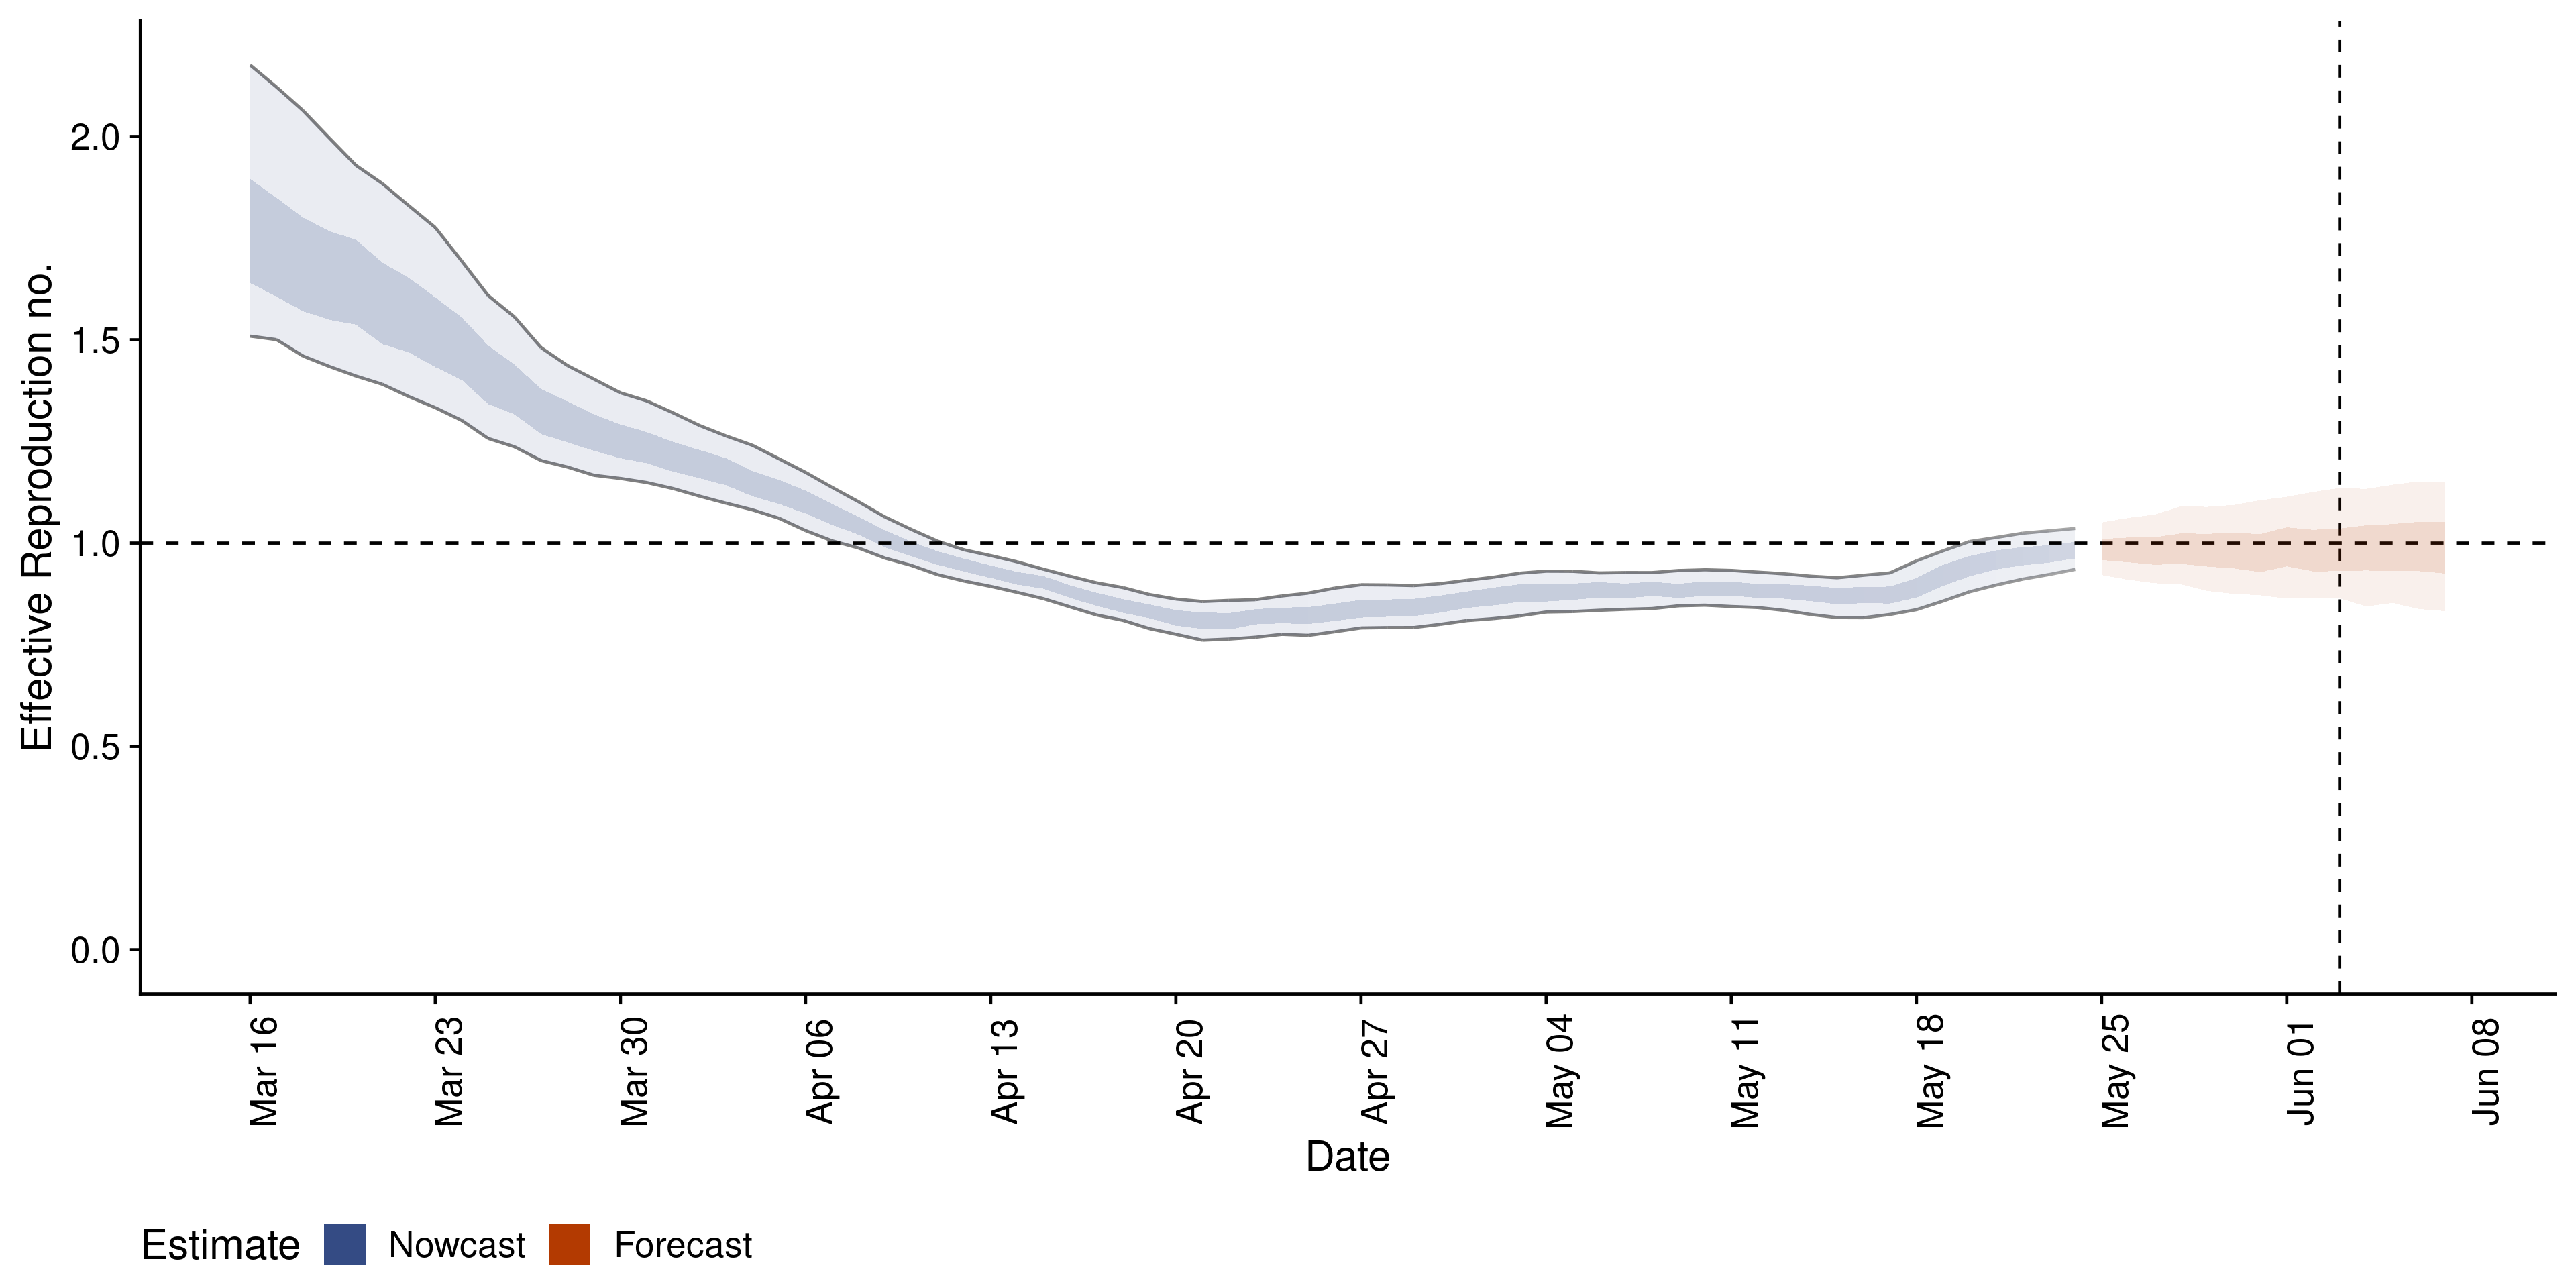 Effective Reproduction no.
2.0
1.5
1.0
0.5
0.0
Mar 16
Mar 23
Mar 30
Apr 06
Apr 13
Apr 20
Apr 27
May 04
May 11
May 18
May 25
Jun 01
Jun 08
Date
Estimate Nowcast Forecast